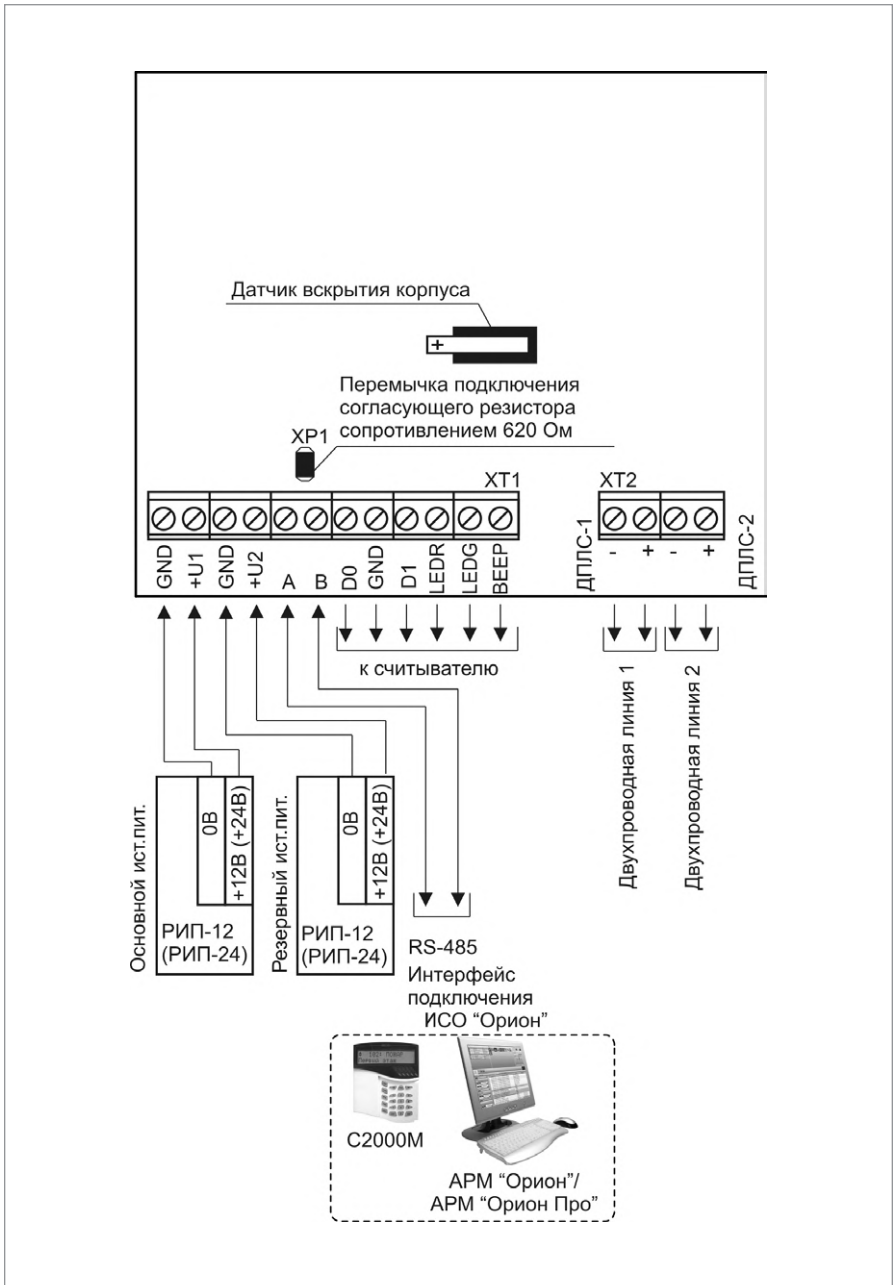 Датчик вскрытия корпуса
+
Перемычка подключения
согласующего резистора
сопротивлением 620 Ом
XP1
XT1
XT2
GND
+U1
GND
+U2
A
B
D0
GND
D1
LEDR
LEDG
BEEP
ДПЛС-1
-
+
-
+
ДПЛС-2
к считывателю
Двухпроводная линия 1
Двухпроводная линия 2
Основной ист.пит.
0В
+12В (+24В)
РИП-12
(РИП-24)
Резервный ист.пит.
0В
+12В (+24В)
РИП-12
(РИП-24)
RS-485
Интерфейс
подключения
ИСО “Орион”
С2000М
АРМ “Орион”/
АРМ “Орион Про”